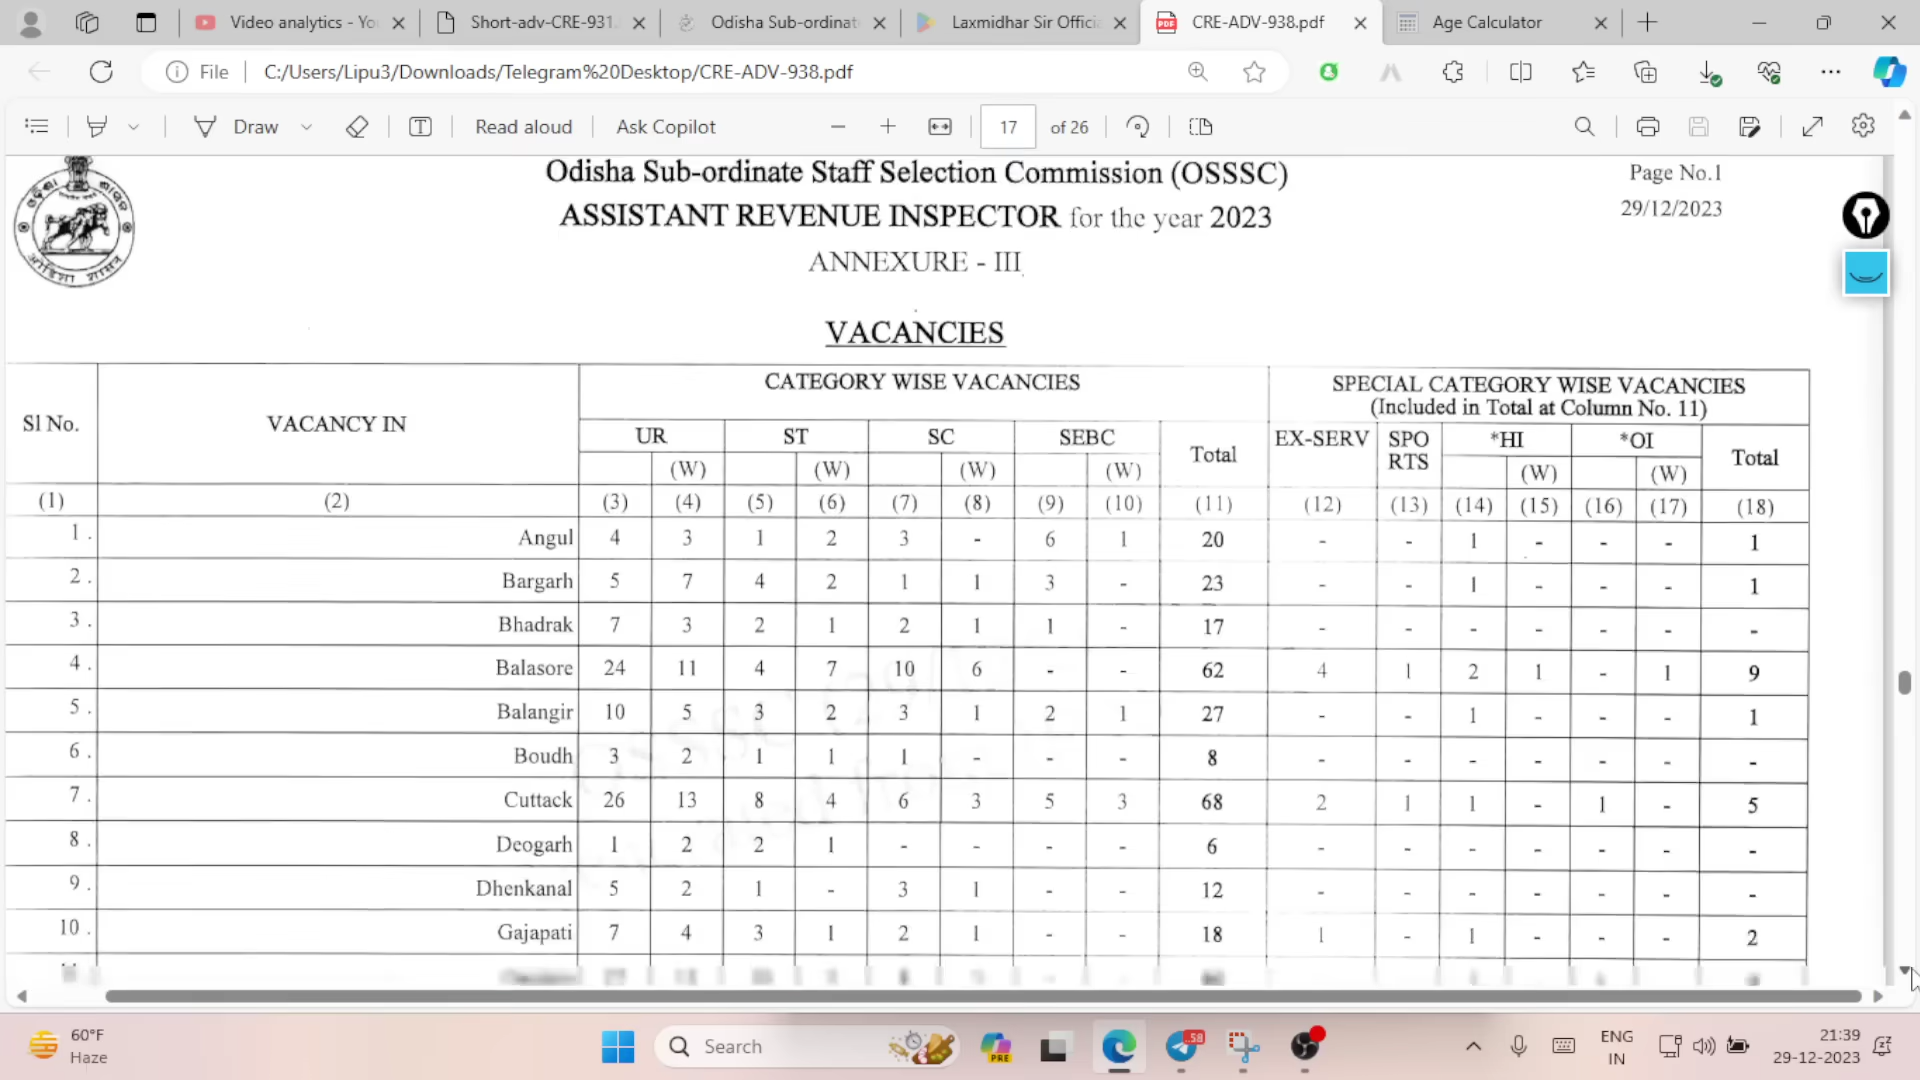 Video analytics - Yo
Short-adv-CRE-931.
Odisha Sub-ordinat
Laxmidhar Sir Offici
CRE-ADV-938.pdf
Age Calculator
File
C:/Users/Lipu3/Downloads/Telegram%20Desktop/CRE-ADV-938.pdf
Draw
Read aloud
Ask Copilot
17 of 26
Odisha Sub-ordinate Staff Selection Commission (OSSSC)
Page No.1
ASSISTANT REVENUE INSPECTOR for the year 2023
29/12/2023
ANNEXURE - III
VACANCIES
Sl No. VACANCY IN CATEGORY WISE VACANCIES SPECIAL CATEGORY WISE VACANCIES
(Included in Total at Column No. 11)
UR ST SC SEBC Total EX-SERV SPO RTS *HI *OI Total
(W) (W) (W) (W) (W) (W)
(1) (2) (3) (4) (5) (6) (7) (8) (9) (10) (11) (12) (13) (14) (15) (16) (17) (18)
1 . Angul 4 3 1 2 3 - 6 1 20 - - 1 - - - 1
2 . Bargarh 5 7 4 2 1 1 3 - 23 - - 1 - - - 1
3 . Bhadrak 7 3 2 1 2 1 1 - 17 - - - - - - -
4 . Balasore 24 11 4 7 10 6 - - 62 4 1 2 1 - 1 9
5 . Balangir 10 5 3 2 3 1 2 1 27 - - 1 - - - 1
6 . Boudh 3 2 1 1 1 - - - 8 - - - - - - -
7 . Cuttack 26 13 8 4 6 3 5 3 68 2 1 1 - 1 - 5
8 . Deogarh 1 2 2 1 - - - - 6 - - - - - - -
9 . Dhenkanal 5 2 1 - 3 1 - - 12 - - - - - - -
10 . Gajapati 7 4 3 1 2 1 - - 18 1 - 1 - - - 2
60°F
Haze
Search
PRE
58
ENG
IN
21:39
29-12-2023